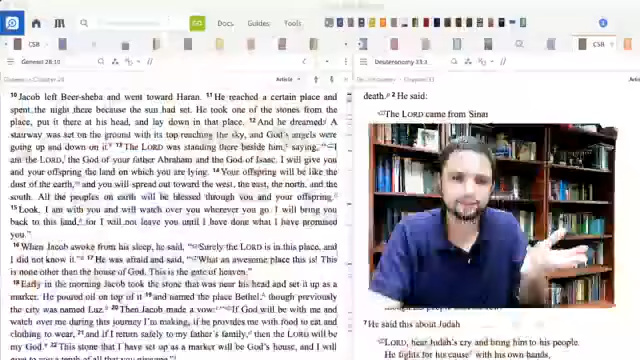 GO
Docs
Guides
Tools
1
CSB
CSB
Genesis 28:10
Deuteronomy 33:3
Article
Article
10 Jacob left Beer-sheba and went toward Haran. 11 He reached a certain place and
spent the night there because the sun had set. He took one of the stones from the
place, put it there at his head, and lay down in that place. 12 And he dreamed: A
stairway was set on the ground with its top reaching the sky, and God's angels were
going up and down on it. 13 The LORD was standing there beside him, saying, "I
am the LORD, the God of your father Abraham and the God of Isaac. I will give you
and your offspring the land on which you are lying. 14 Your offspring will be like the
dust of the earth, and you will spread out toward the west, the east, the north, and the
south. All the peoples on earth will be blessed through you and your offspring.
15 Look, I am with you and will watch over you wherever you go. I will bring you
back to this land, for I will not leave you until I have done what I have promised
you."
16 When Jacob awoke from his sleep, he said, "Surely the LORD is in this place, and
I did not know it." 17 He was afraid and said, "What an awesome place this is! This
is none other than the house of God. This is the gate of heaven."
18 Early in the morning Jacob took the stone that was near his head and set it up as a
marker. He poured oil on top of it 19 and named the place Bethel, though previously
the city was named Luz. 20 Then Jacob made a vow: "If God will be with me and
watch over me during this journey I'm making, if he provides me with food to eat and
clothing to wear, 21 and if I return safely to my father's family, then the LORD will be
my God. 22 This stone that I have set up as a marker will be God's house, and I will
death. 2 He said:
The LORD came from Sinai
7 He said this about Judah
LORD, hear Judah's cry and bring him to his people.
He fights for his cause with his own hands,